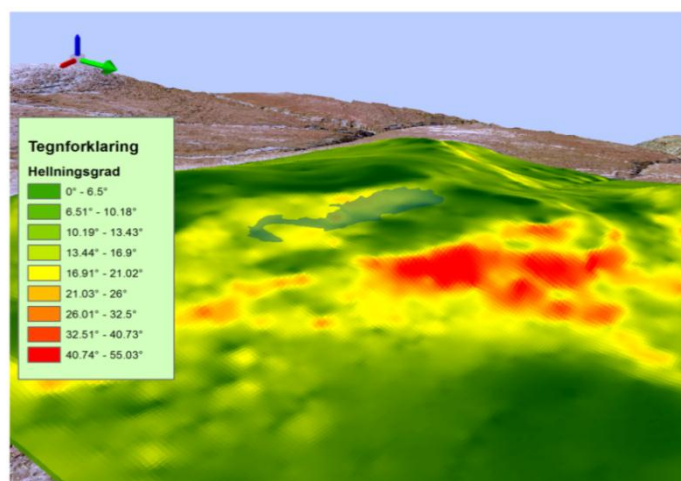 Tegnforklaring
Hellningsgrad
0° - 6.5°
6.51° - 10.18°
10.19° - 13.43°
13.44° - 16.9°
16.91° - 21.02°
21.03° - 26°
26.01° - 32.5°
32.51° - 40.73°
40.74° - 55.03°